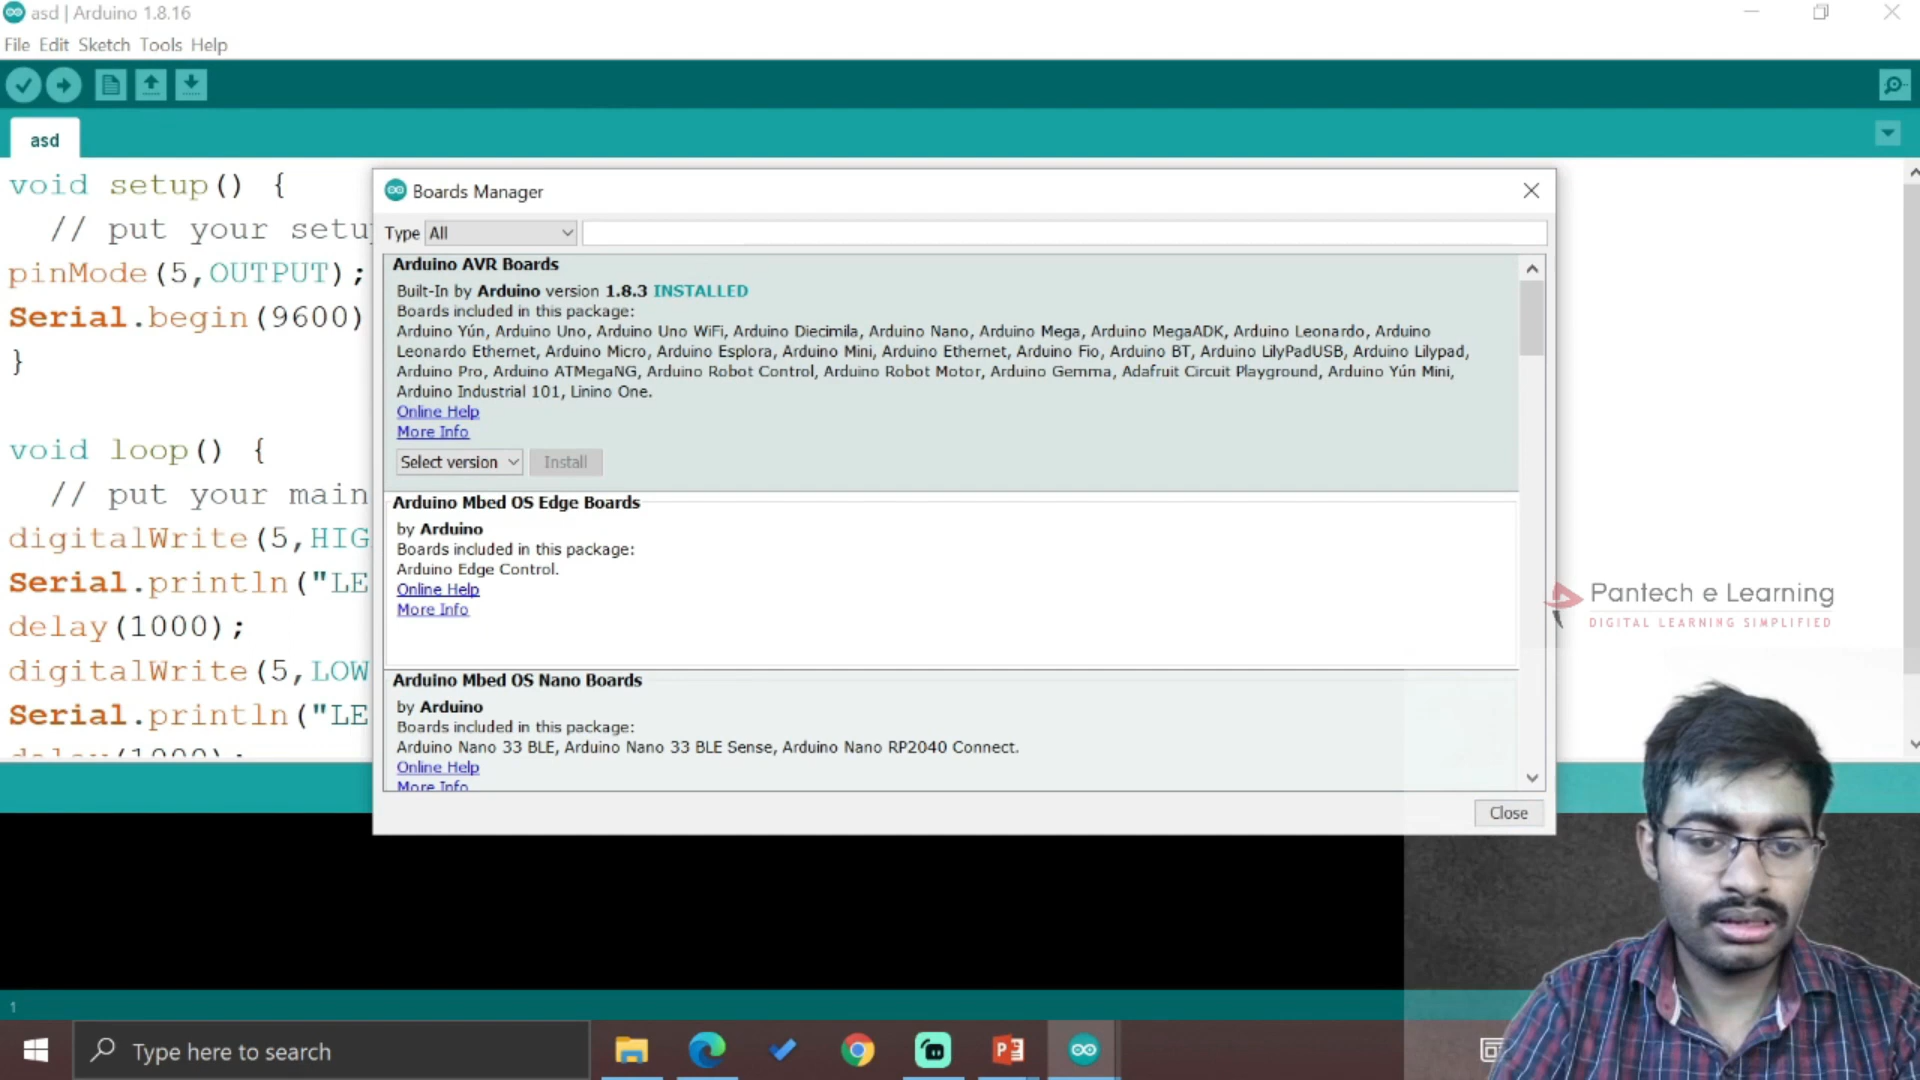 asd | Arduino 1.8.16
File Edit Sketch Tools Help
asd
void setup() {
// put your setup
pinMode(5,OUTPUT);
Serial.begin(9600)
}
void loop() {
// put your main
digitalWrite(5,HIG
Serial.println("LE
delay(1000);
digitalWrite(5,LOW
Serial.println("LE
delay(1000);
Boards Manager
Type All
Arduino AVR Boards
Built-In by Arduino version 1.8.3 INSTALLED
Boards included in this package:
Arduino Yún, Arduino Uno, Arduino Uno WiFi, Arduino Diecimila, Arduino Nano, Arduino Mega, Arduino MegaADK, Arduino Leonardo, Arduino
Leonardo Ethernet, Arduino Micro, Arduino Esplora, Arduino Mini, Arduino Ethernet, Arduino Fio, Arduino BT, Arduino LilyPadUSB, Arduino Lilypad,
Arduino Pro, Arduino ATMegaNG, Arduino Robot Control, Arduino Robot Motor, Arduino Gemma, Adafruit Circuit Playground, Arduino Yún Mini,
Arduino Industrial 101, Linino One.
Online Help
More Info
Select version Install
Arduino Mbed OS Edge Boards
by Arduino
Boards included in this package:
Arduino Edge Control.
Online Help
More Info
Arduino Mbed OS Nano Boards
by Arduino
Boards included in this package:
Arduino Nano 33 BLE, Arduino Nano 33 BLE Sense, Arduino Nano RP2040 Connect.
Online Help
More Info
Close
Pantech e Learning
DIGITAL LEARNING SIMPLIFIED
1
Type here to search